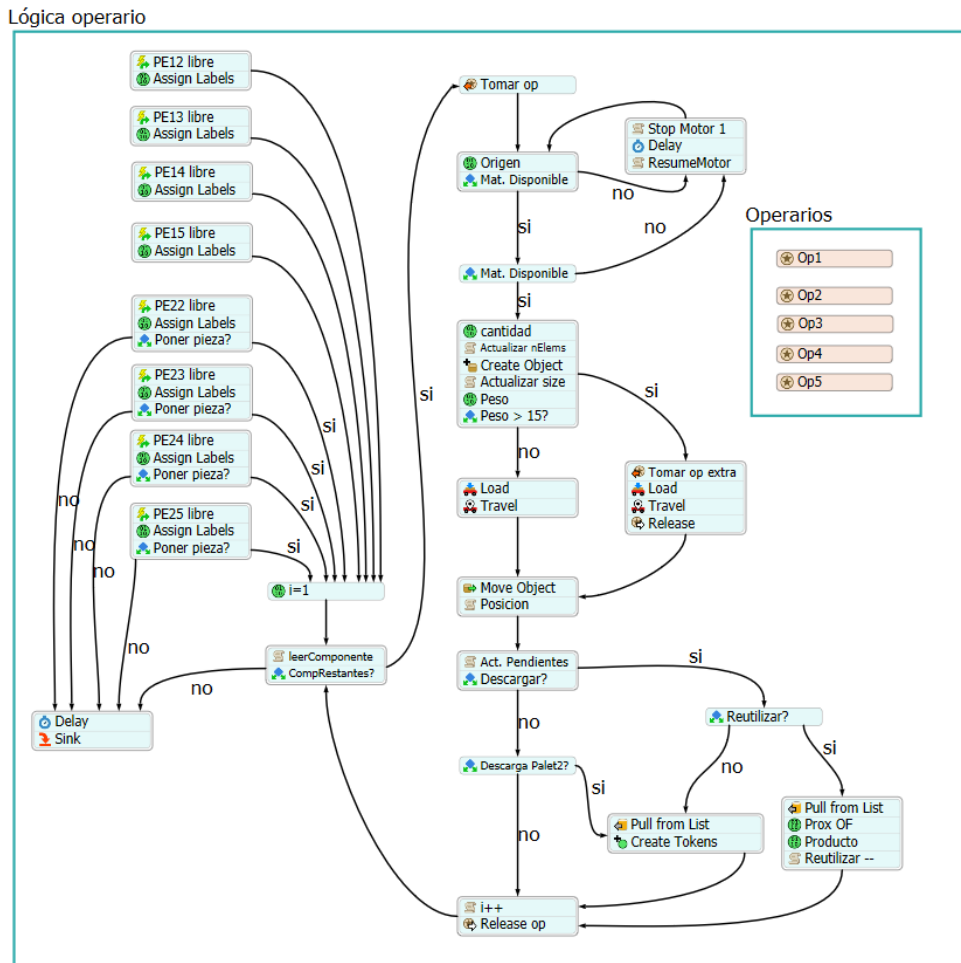 Lógica operario
PE12 libre
Assign Labels
PE13 libre
Assign Labels
PE14 libre
Assign Labels
PE15 libre
Assign Labels
PE22 libre
Assign Labels
Poner pieza?
PE23 libre
Assign Labels
Poner pieza?
PE24 libre
Assign Labels
Poner pieza?
PE25 libre
Assign Labels
Poner pieza?
si
si
si
si
no
no
no
no
i=1
leerComponente
CompRestantes?
no
si
Delay
Sink
Tomar op
Origen
Mat. Disponible
no
Stop Motor 1
Delay
ResumeMotor
si
no
Mat. Disponible
si
cantidad
Actualizar nElems
Create Object
Actualizar size
Peso
Peso > 15?
si
no
Load
Travel
Tomar op extra
Load
Travel
Release
Move Object
Posicion
Act. Pendientes
Descargar?
si
no
Reutilizar?
no
si
Descarga Palet2?
si
no
Pull from List
Create Tokens
Pull from List
Prox OF
Producto
Reutilizar --
i++
Release op
Operarios
Op1
Op2
Op3
Op4
Op5